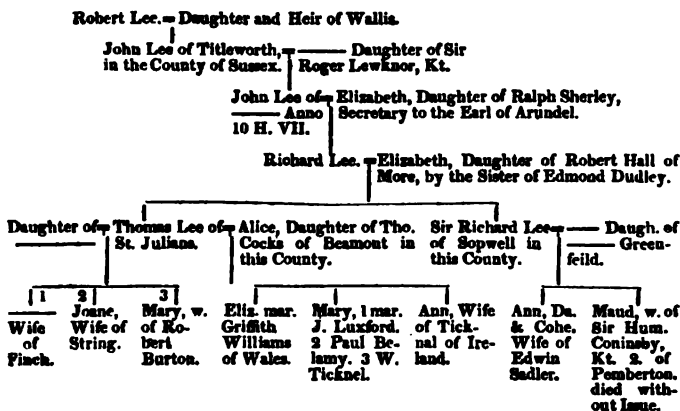 Robert Lee. = Daughter and Heir of Wallis.
John Lee of Titleworth, = —— Daughter of Sir
in the County of Sussex. Roger Lewknor, Kt.
John Lee of = Elizabeth, Daughter of Ralph Sherley,
—— Anno Secretary to the Earl of Arundel.
10 H. VII.
Richard Lee. = Elizabeth, Daughter of Robert Hall of
More, by the Sister of Edmond Dudley.
Daughter of = Thomas Lee of = Alice, Daughter of Tho.
—— St. Julians. Cocks of Beamont in
this County.
Sir Richard Lee = —— Daugh. of
of Sopwell in —— Green-
this County. feild.
1
——
Wife
of
Finch.
2
Joane,
Wife of
String.
3
Mary, w.
of Ro-
bert
Burton.
Eliz. mar.
Griffith
Williams
of Wales.
Mary, 1 mar.
J. Luxford.
2 Paul Be-
lamy. 3 W.
Ticknel.
Ann, Wife
of Tick-
nal of Ire-
land.
Ann, Da.
& Cohe.
Wife of
Edwin
Sadler.
Maud, w. of
Sir Hum.
Coninsby,
Kt. 2. of
Pemberton.
died with-
out Issue.